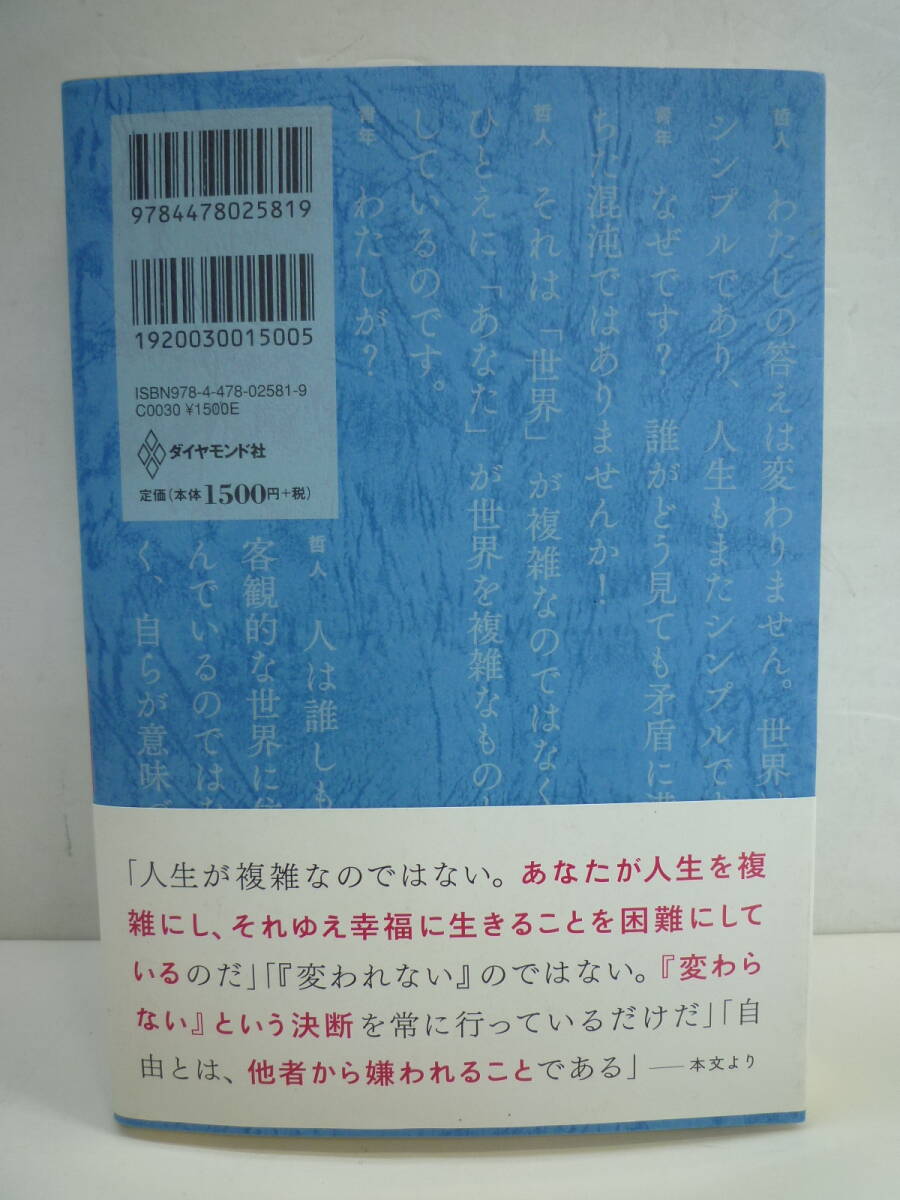 哲人 わたしの答えは変わりません。世界は
シンプルであり、人生もまたシンプルです
青年 なぜです? 誰がどう見ても矛盾に満
ちた混沌ではありませんか!
哲人 それは「世界」が複雑なのではなく
ひとえに「あなた」が世界を複雑なもの
しているのです。
青年 わたしが?
哲人 人は誰しも
客観的な世界に
んでいるのでは
く、自らが意味づ
9784478025819
1920030015005
ISBN978-4-478-02581-9
C0030 ¥1500E
ダイヤモンド社
定価(本体1500円+税)
「人生が複雑なのではない。あなたが人生を複
雑にし、それゆえ幸福に生きることを困難にして
いるのだ」「『変われない』のではない。『変わら
ない』という決断を常に行っているだけだ」「自
由とは、他者から嫌われることである」——本文より